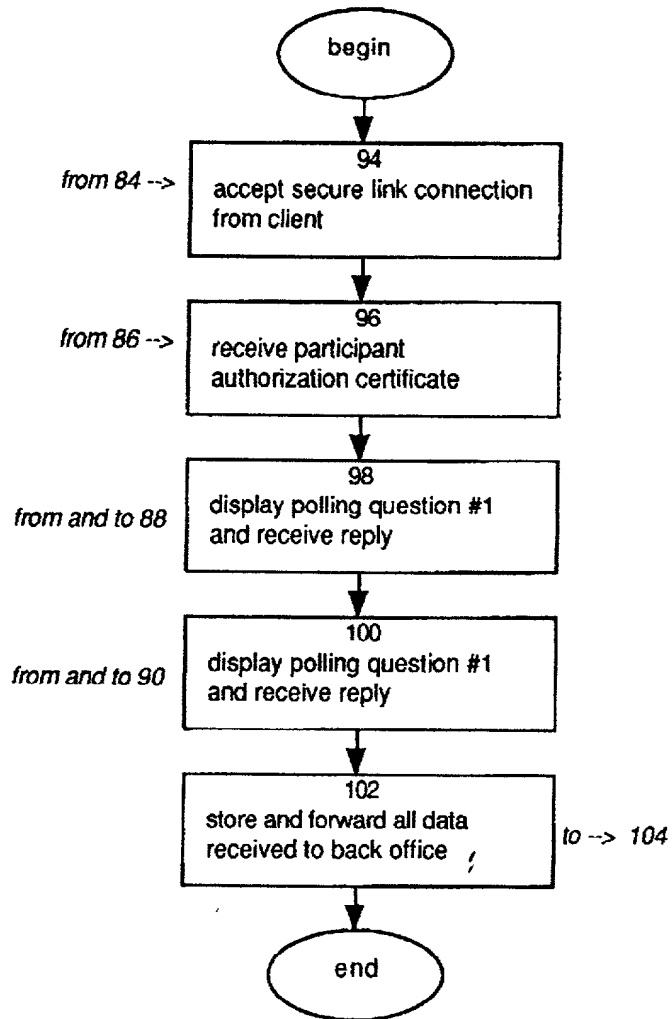 begin
94
from 84 -->
accept secure link connection
from client
96
from 86 -->
receive participant
authorization certificate
98
from and to 88
display polling question #1
and receive reply
100
from and to 90
display polling question #1
and receive reply
102
store and forward all data
received to back office
to --> 104
end